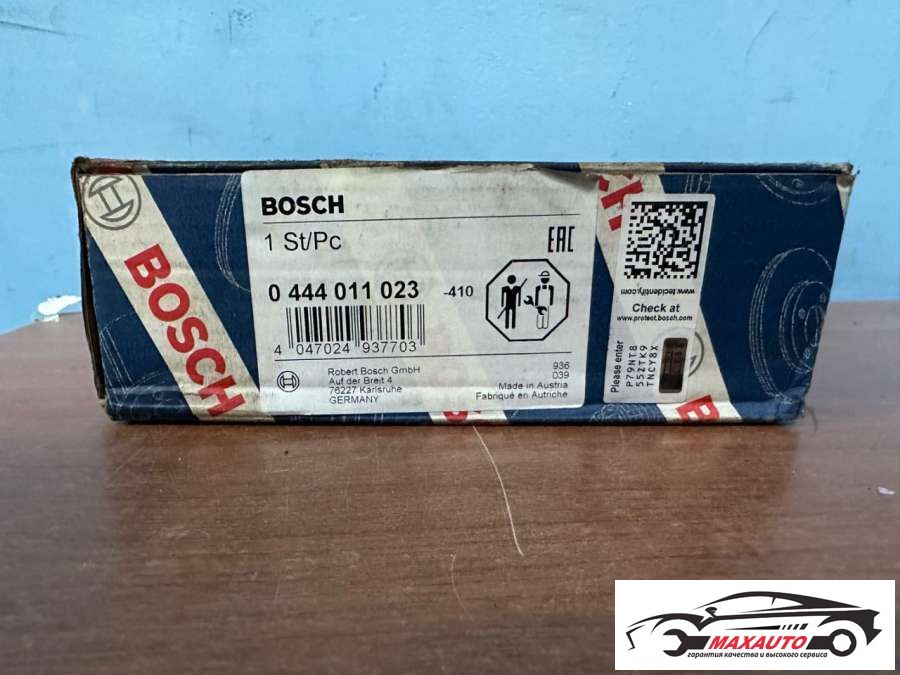 BOSCH
BOSCH
1 St/Pc
EAC
0 444 011 023 -410
4 047024 937703
Robert Bosch GmbH
Auf der Breit 4
76227 Karlsruhe
GERMANY
936
039
Made in Austria
Fabriqué en Autriche
www.tecidentify.com
Check at
www.protect.bosch.com
Please enter
P79NT8
55ZTK9
TNCY8X
MAXAUTO
гарантия качества и высокого сервиса